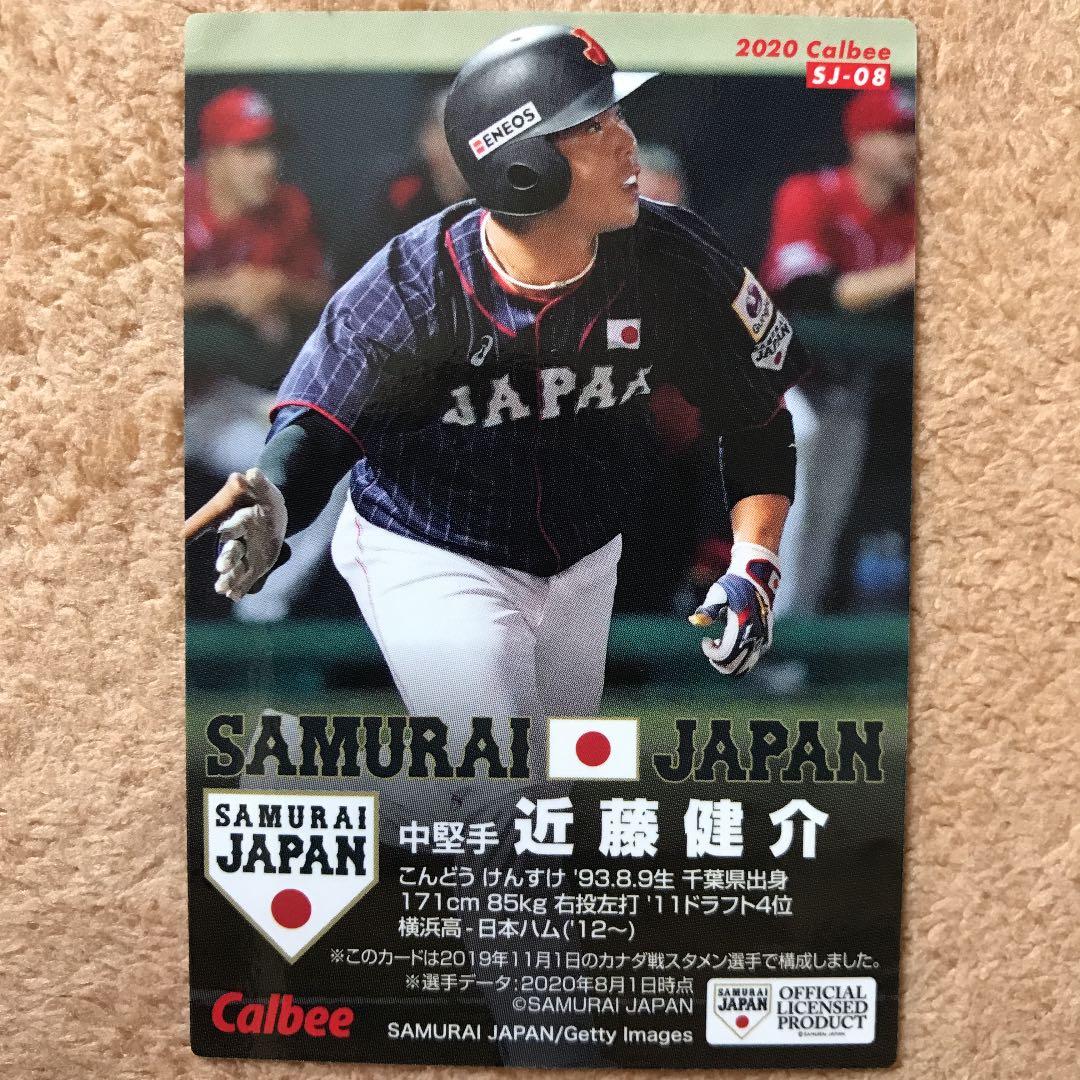 2020 Calbee
SJ-08
ENEOS
JAPAN
JAPAN
SAMURAI JAPAN
SAMURAI
JAPAN
中堅手 近藤健介
こんどう けんすけ '93.8.9生 千葉県出身
171cm 85kg 右投左打 '11ドラフト4位
横浜高-日本ハム('12~)
※このカードは2019年11月1日のカナダ戦スタメン選手で構成しました。
※選手データ:2020年8月1日時点
©SAMURAI JAPAN
Calbee
SAMURAI JAPAN/Getty Images
SAMURAI
JAPAN
OFFICIAL
LICENSED
PRODUCT
©SAMURAI JAPAN